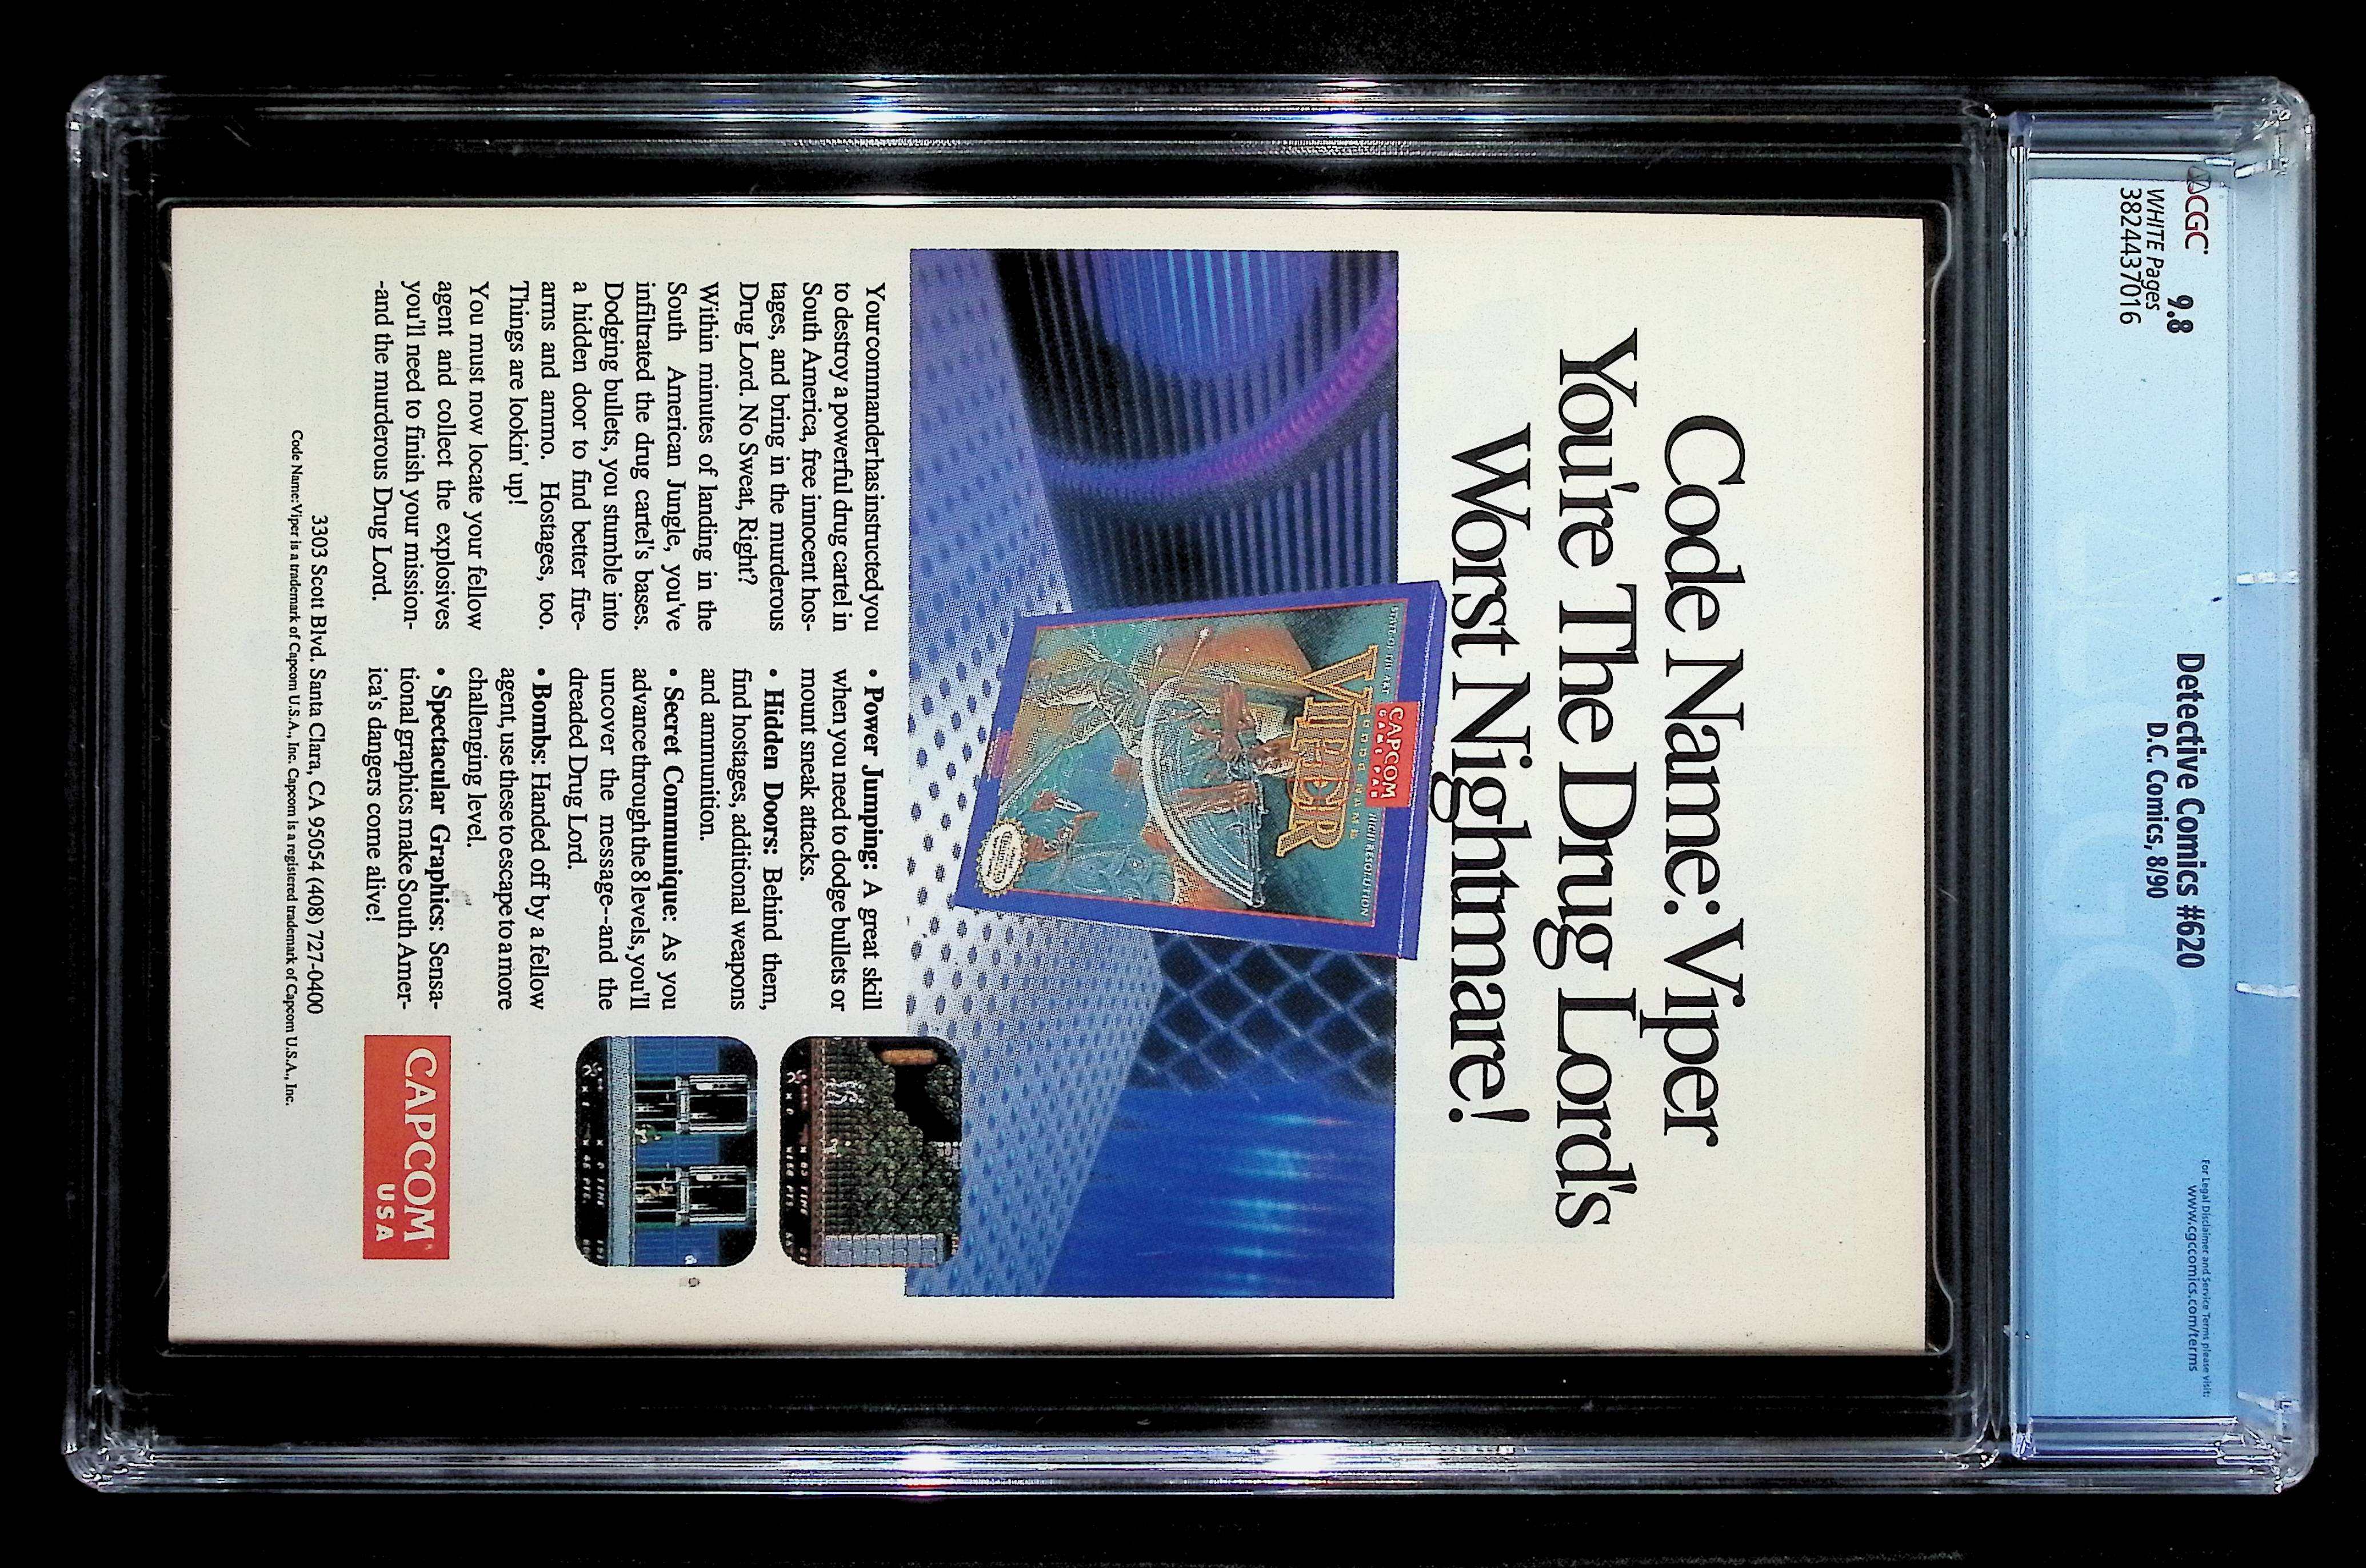 CGC 9.8
WHITE Pages
3824437016
Detective Comics #620
D.C. Comics, 8/90
For Legal Disclaimer and Service Terms please visit:
www.cgccomics.com/terms
Code Name: Viper
You're The Drug Lord's
Worst Nightmare!
STATE-OF-THE-ART
HIGH RESOLUTION
CAPCOM
GAME PAK
CODE NAME
VIPER
Your commander has instructed you
to destroy a powerful drug cartel in
South America, free innocent hos-
tages, and bring in the murderous
Drug Lord. No Sweat, Right?
Within minutes of landing in the
South American Jungle, you've
infiltrated the drug cartel's bases.
Dodging bullets, you stumble into
a hidden door to find better fire-
arms and ammo. Hostages, too.
Things are lookin' up!
You must now locate your fellow
agent and collect the explosives
you'll need to finish your mission-
-and the murderous Drug Lord.
• Power Jumping: A great skill
when you need to dodge bullets or
mount sneak attacks.
• Hidden Doors: Behind them,
find hostages, additional weapons
and ammunition.
• Secret Communique: As you
advance through the 8 levels, you'll
uncover the message--and the
dreaded Drug Lord.
• Bombs: Handed off by a fellow
agent, use these to escape to a more
challenging level.
• Spectacular Graphics: Sensa-
tional graphics make South Amer-
ica's dangers come alive!
CAPCOM®
USA
3303 Scott Blvd. Santa Clara, CA 95054 (408) 727-0400
Code Name:Viper is a trademark of Capcom U.S.A., Inc. Capcom is a registered trademark of Capcom U.S.A., Inc.